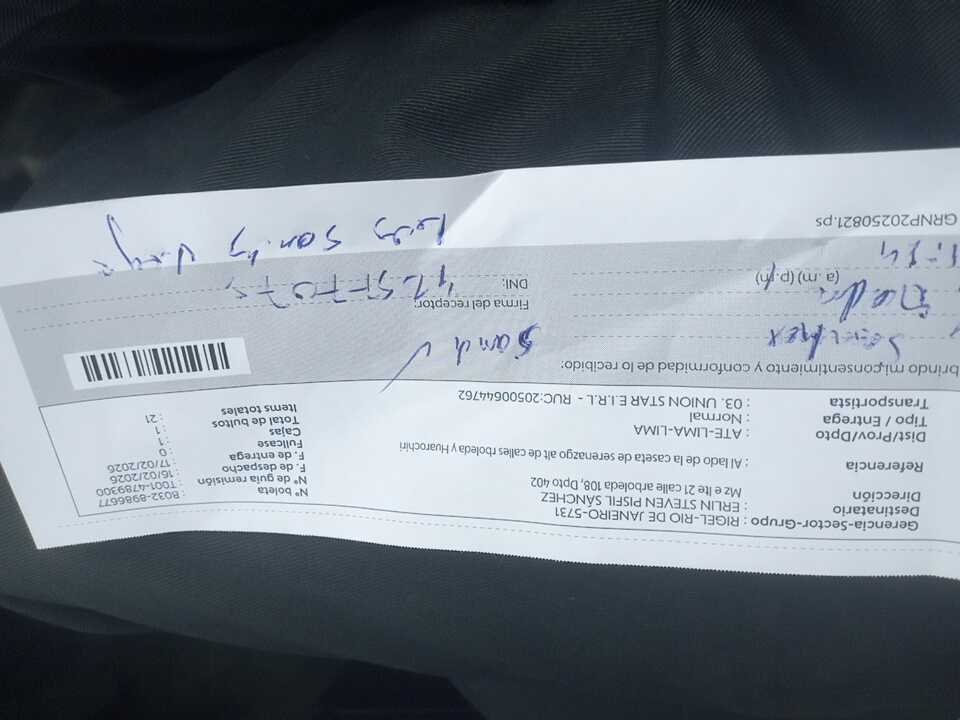 Gerencia-Sector-Grupo : RIGEL-RIO DE JANEIRO-5731
Destinatario : ERLIN STEVEN PISFIL SANCHEZ
Dirección Mz e lte 21 calle arboleda 108, Dpto 402
Referencia : Al lado de la caseta de serenazgo alt de calles rboleda y Huarochirí
Dist/Prov/Dpto : ATE-LIMA-LIMA
Tipo / Entrega : Normal
Transportista : 03. UNION STAR E.I.R.L - RUC:20500644762
N° boleta : B032-8986677
N° de guía de remisión : T001-4789300
F. de despacho : 16/02/2026
F. de entrega : 17/02/2026
Fullcase : 0
Cajas : 1
Total de bultos : 1
Items totales : 21
brindo mi consentimiento y conformidad de lo recibido:
Sanchez
Firma del receptor:
(a.m) (p.m)
DNI:
GRNP20250821.ps